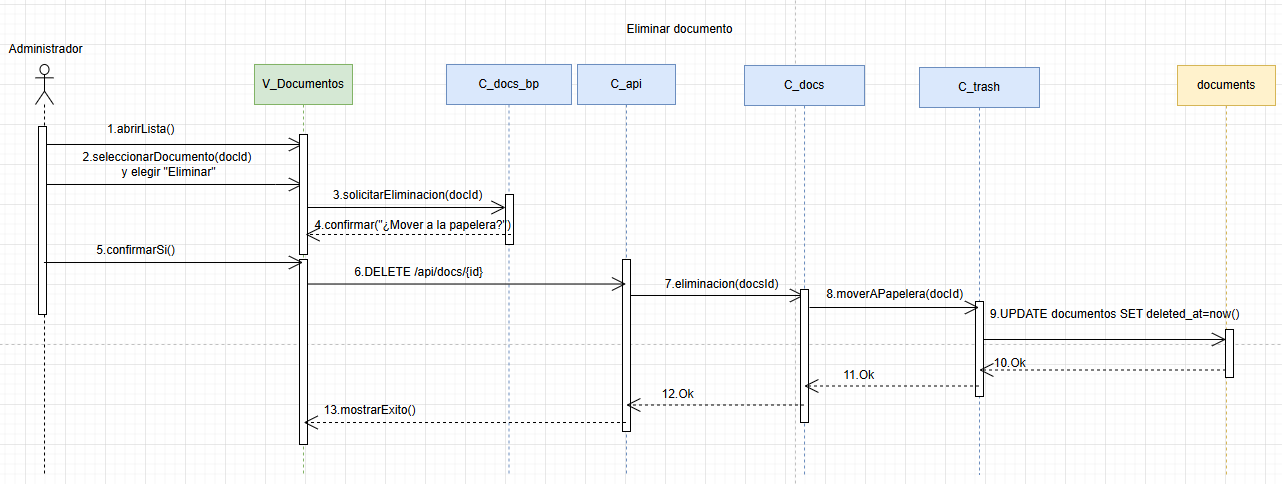 Eliminar documento
Administrador
V_Documentos
C_docs_bp
C_api
C_docs
C_trash
documents
1.abrirLista()
2.seleccionarDocumento(docId)
y elegir "Eliminar"
3.solicitarEliminacion(docId)
4.confirmar("¿Mover a la papelera?")
5.confirmarSi()
6.DELETE /api/docs/{id}
7.eliminacion(docsId)
8.moverAPapelera(docId)
9.UPDATE documentos SET deleted_at=now()
10.Ok
11.Ok
12.Ok
13.mostrarExito()